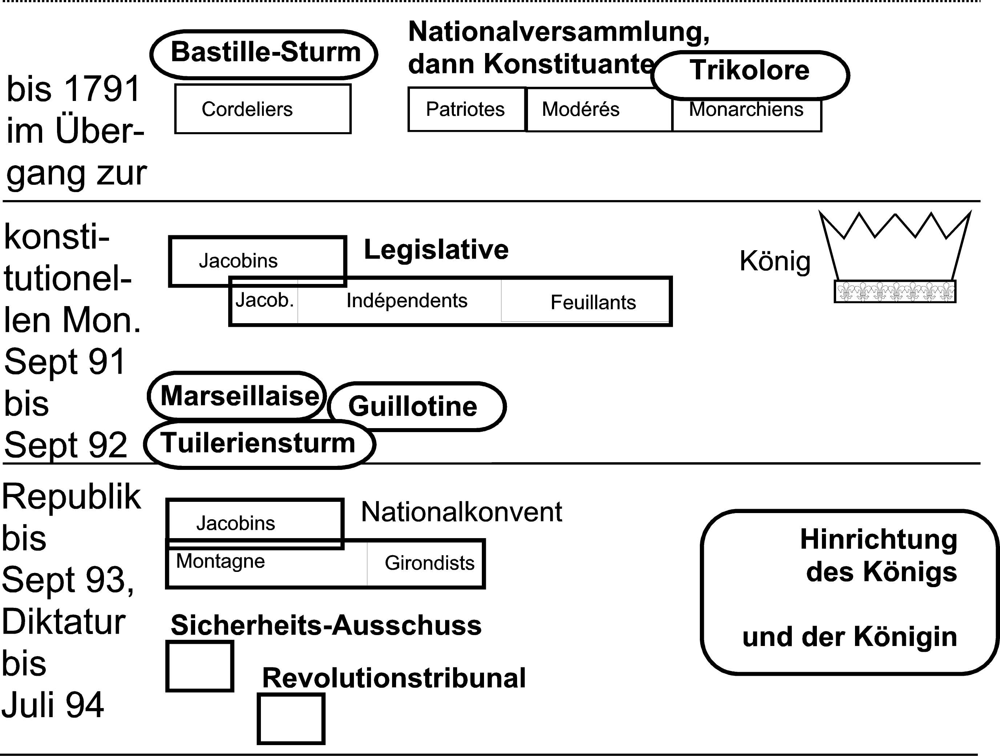 bis 1791
im Über-
gang zur
Bastille-Sturm
Cordeliers
Nationalversammlung,
dann Konstituante
Trikolore
Patriotes
Modérés
Monarchiens
konsti-
tutionel-
len Mon.
Sept 91
bis
Sept 92
Jacobins
Legislative
Jacob.
Indépendents
Feuillants
König
Marseillaise
Guillotine
Tuileriensturm
Republik
bis
Sept 93,
Diktatur
bis
Juli 94
Jacobins
Nationalkonvent
Montagne
Girondists
Sicherheits-Ausschuss
Revolutionstribunal
Hinrichtung
des Königs
und der Königin